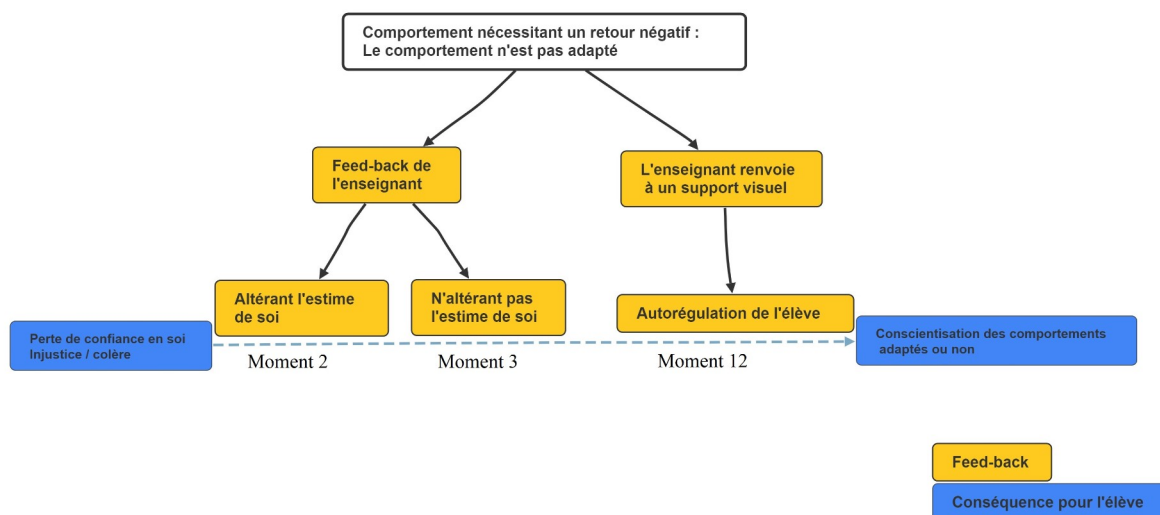 Comportement nécessitant un retour négatif :
Le comportement n'est pas adapté
Feed-back de
l'enseignant
L'enseignant renvoie
à un support visuel
Altérant l'estime
de soi
N'altérant pas
l'estime de soi
Autorégulation de l'élève
Perte de confiance en soi
Injustice / colère
Conscientisation des comportements
adaptés ou non
Moment 2
Moment 3
Moment 12
Feed-back
Conséquence pour l'élève